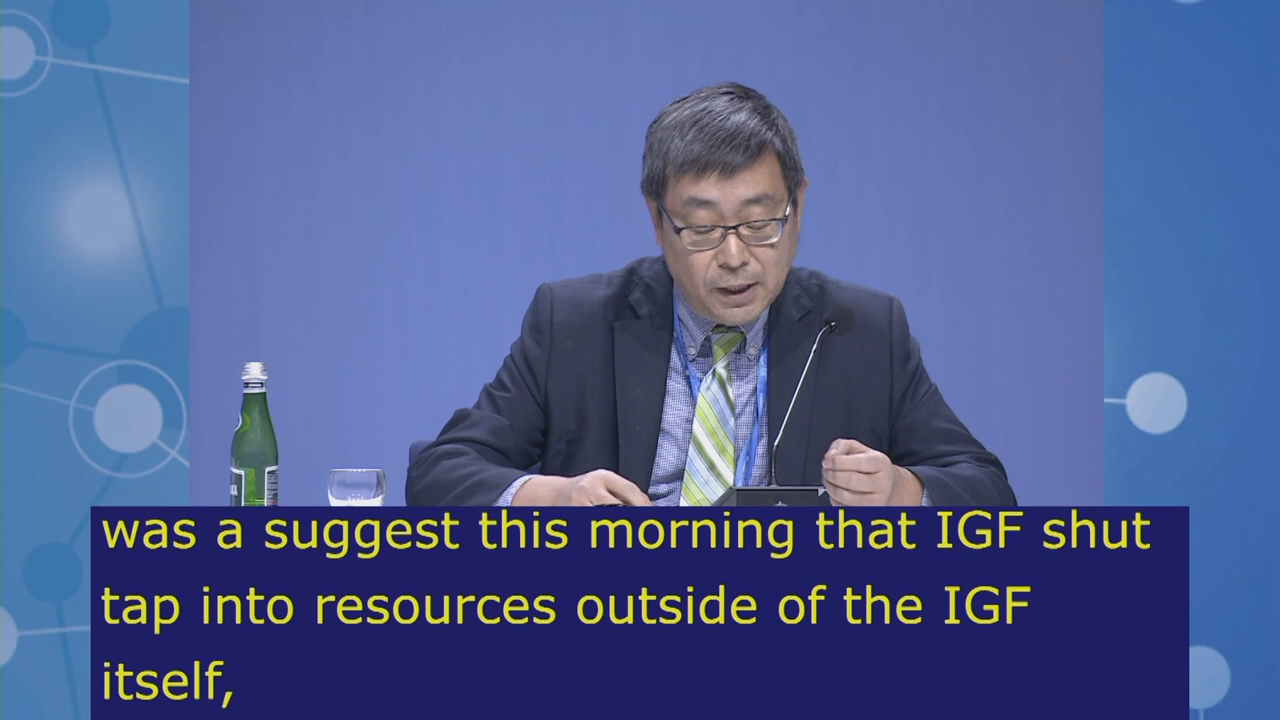 was a suggest this morning that IGF shut
tap into resources outside of the IGF
itself,